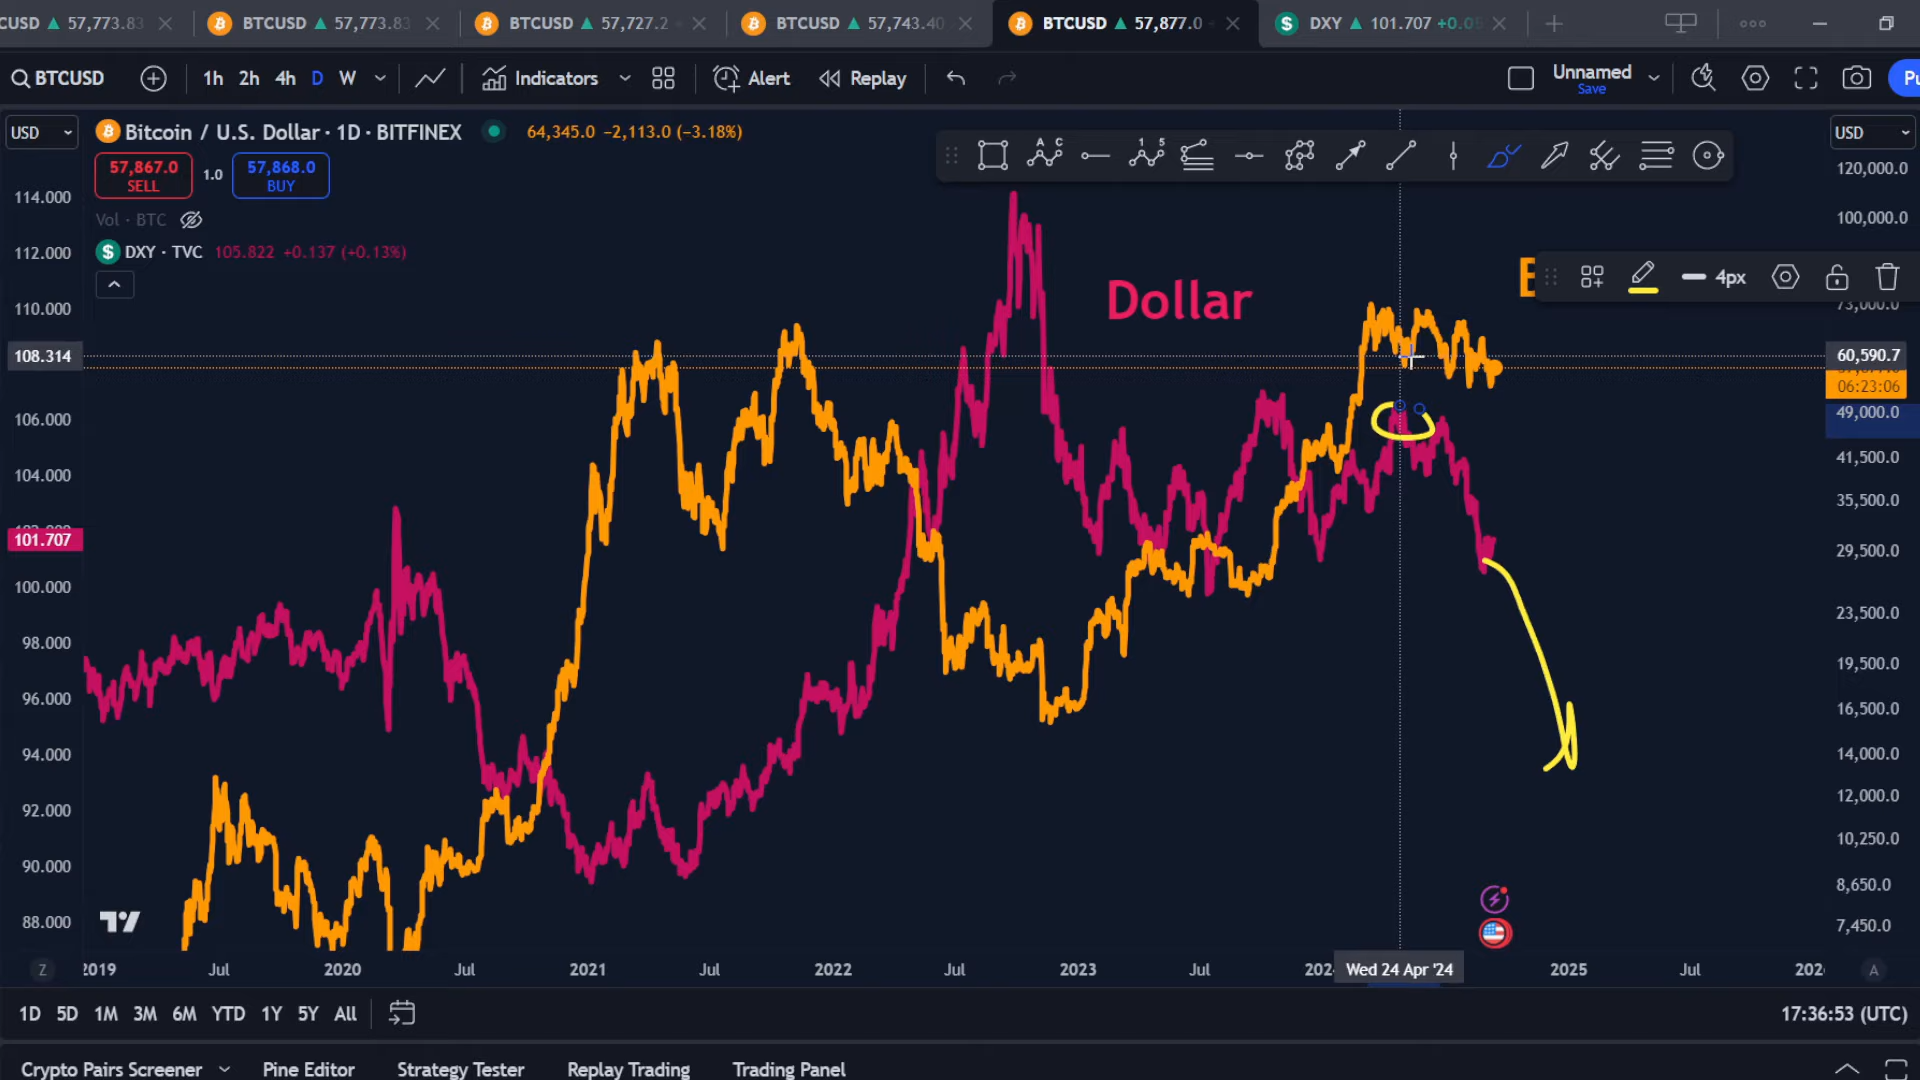 CUSD 57,773.83
BTCUSD 57,773.83
BTCUSD 57,727.2
BTCUSD 57,743.40
BTCUSD 57,877.0
DXY 101.707 +0.05
BTCUSD 1h 2h 4h D W Indicators Alert Replay Unnamed
Save
USD
Bitcoin / U.S. Dollar · 1D · BITFINEX 64,345.0 −2,113.0 (−3.18%)
USD
57,867.0
SELL
1.0
57,868.0
BUY
Vol · BTC
DXY · TVC 105.822 +0.137 (+0.13%)
4px
Dollar
114.000
112.000
110.000
108.314
106.000
104.000
101.707
100.000
98.000
96.000
94.000
92.000
90.000
88.000
120,000.0
100,000.0
73,000.0
60,590.7
06:23:06
49,000.0
41,500.0
35,500.0
29,500.0
23,500.0
19,500.0
16,500.0
14,000.0
12,000.0
10,250.0
8,650.0
7,450.0
Z 2019 Jul 2020 Jul 2021 Jul 2022 Jul 2023 Jul 202 Wed 24 Apr '24 2025 Jul 202 A
1D 5D 1M 3M 6M YTD 1Y 5Y All 17:36:53 (UTC)
Crypto Pairs Screener Pine Editor Strategy Tester Replay Trading Trading Panel